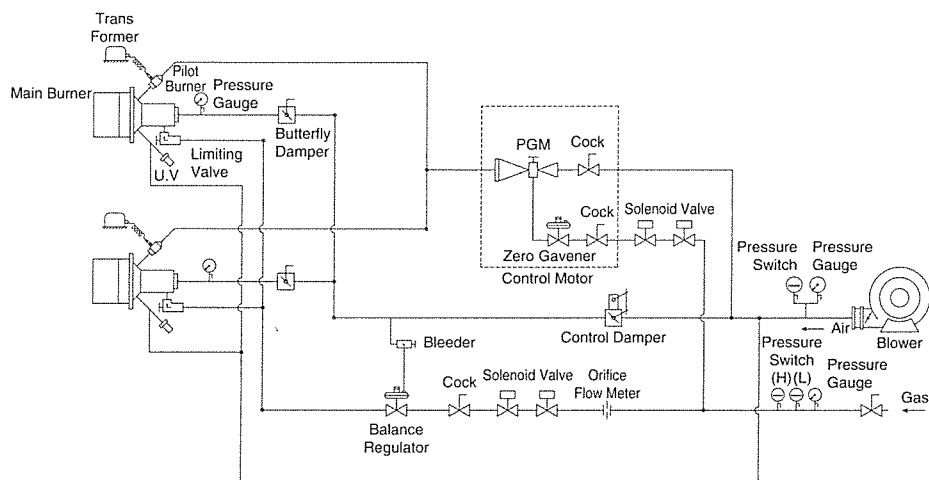 Trans
Former
Pilot
Burner
Pressure
Gauge
Main Burner
Butterfly
Damper
Limiting
Valve
U.V
PGM
Cock
Cock
Solenoid Valve
Zero Gavener
Control Motor
Pressure
Switch
Pressure
Gauge
Air
Blower
Control Damper
Bleeder
Pressure
Switch
(H)(L)
Pressure
Gauge
Gas
Cock
Solenoid Valve
Orifice
Flow Meter
Balance
Regulator